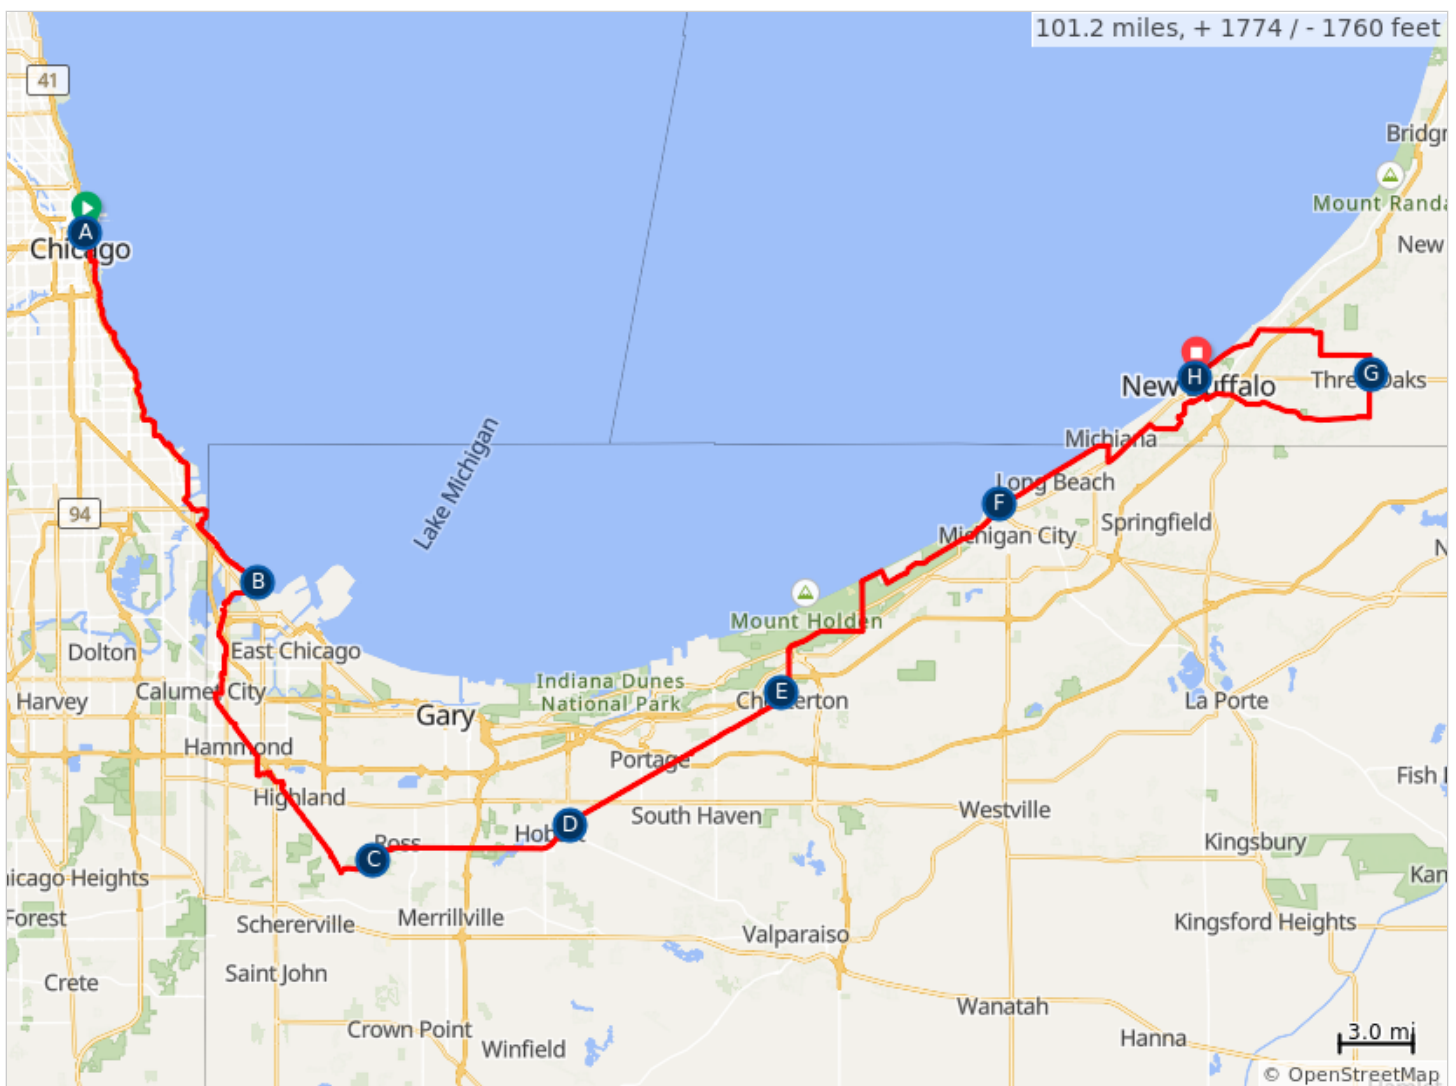 101.2 miles, + 1774 / - 1760 feet
41
Bridgr
Mount Randa
A
Chicago
New
New Buffalo
H
Three Oaks
G
Lake Michigan
Michiana
Long Beach
F
94
Springfield
Michigan City
N
B
Mount Holden
Dolton
East Chicago
Indiana Dunes
National Park
Harvey
Calumet City
E
Chesterton
La Porte
Gary
Hammond
Portage
Fish
Highland
Westville
South Haven
D
Hobart
Ross
C
Kingsbury
icago Heights
Kan
Forest
Schererville
Merrillville
Kingsford Heights
Valparaiso
Saint John
Crete
Wanatah
Crown Point
Hanna
3.0 mi
Winfield
© OpenStreetMap